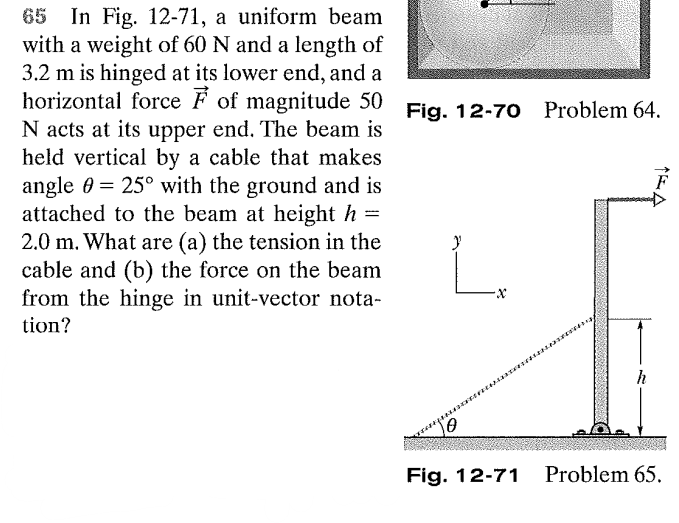 65 In Fig. 12-71, a uniform beam
with a weight of 60 N and a length of
3.2 m is hinged at its lower end, and a
horizontal force F⃗ of magnitude 50
N acts at its upper end. The beam is
held vertical by a cable that makes
angle θ = 25° with the ground and is
attached to the beam at height h =
2.0 m. What are (a) the tension in the
cable and (b) the force on the beam
from the hinge in unit-vector nota-
tion?
Fig. 12-70 Problem 64.
F⃗
y
x
h
θ
Fig. 12-71 Problem 65.